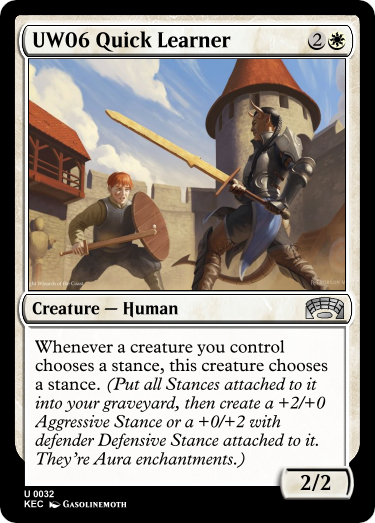 UW06 Quick Learner 2
Creature — Human
Whenever a creature you control
chooses a stance, this creature chooses
a stance. (Put all Stances attached to it
into your graveyard, then create a +2/+0
Aggressive Stance or a +0/+2 with
defender Defensive Stance attached to it.
They're Aura enchantments.)
2/2
U 0032
KEC Gasolinemoth